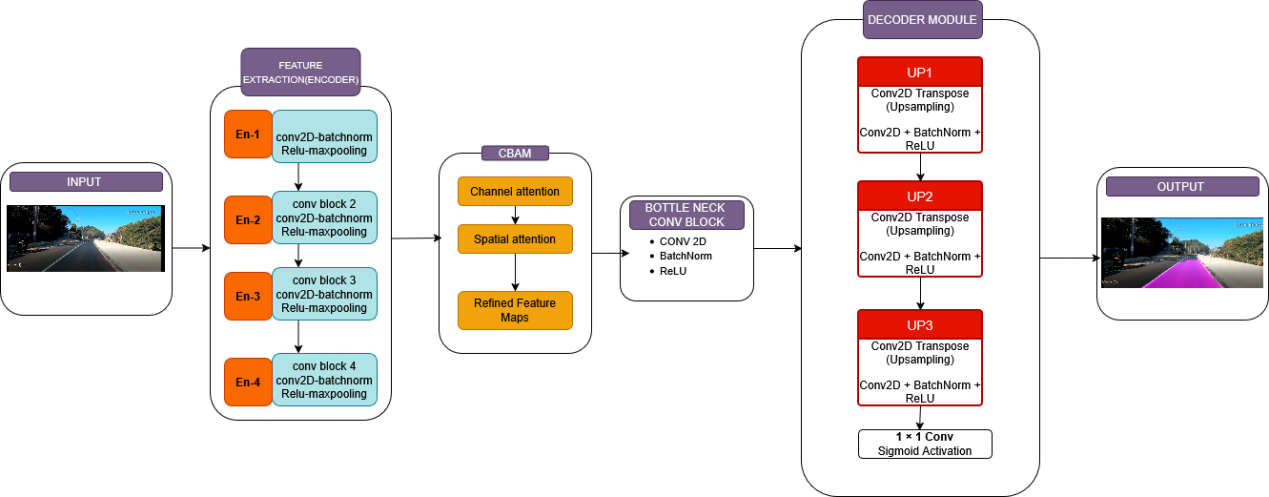 INPUT
FEATURE
EXTRACTION(ENCODER)
En-1
conv2D-batchnorm
Relu-maxpooling
En-2
conv block 2
conv2D-batchnorm
Relu-maxpooling
En-3
conv block 3
conv2D-batchnorm
Relu-maxpooling
En-4
conv block 4
conv2D-batchnorm
Relu-maxpooling
CBAM
Channel attention
Spatial attention
Refined Feature
Maps
BOTTLE NECK
CONV BLOCK
CONV 2D
BatchNorm
ReLU
DECODER MODULE
UP1
Conv2D Transpose
(Upsampling)
Conv2D + BatchNorm +
ReLU
UP2
Conv2D Transpose
(Upsampling)
Conv2D + BatchNorm +
ReLU
UP3
Conv2D Transpose
(Upsampling)
Conv2D + BatchNorm +
ReLU
1 × 1 Conv
Sigmoid Activation
OUTPUT